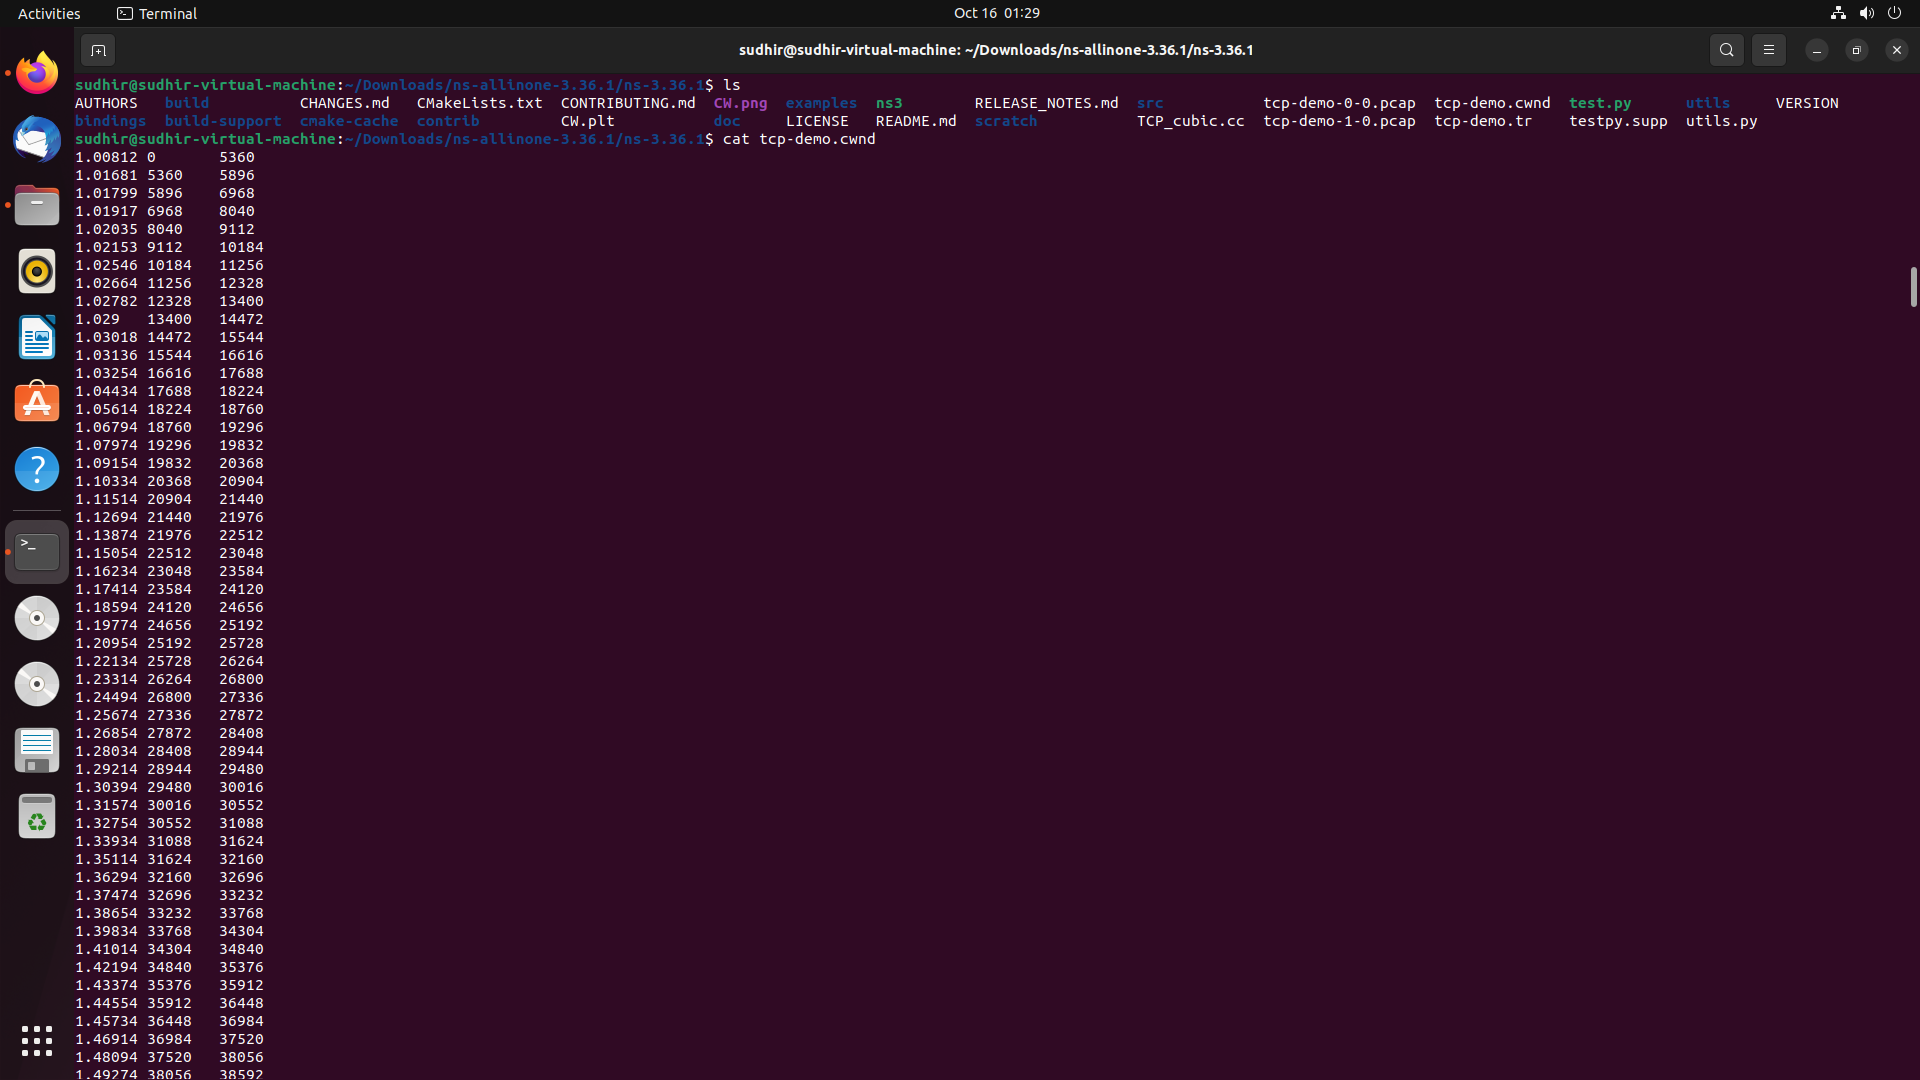 Activities Terminal Oct 16 01:29
sudhir@sudhir-virtual-machine: ~/Downloads/ns-allinone-3.36.1/ns-3.36.1
sudhir@sudhir-virtual-machine:~/Downloads/ns-allinone-3.36.1/ns-3.36.1$ ls
AUTHORS build CHANGES.md CMakeLists.txt CONTRIBUTING.md CW.png examples ns3 RELEASE_NOTES.md src tcp-demo-0-0.pcap tcp-demo.cwnd test.py utils VERSION
bindings build-support cmake-cache contrib CW.plt doc LICENSE README.md scratch TCP_cubic.cc tcp-demo-1-0.pcap tcp-demo.tr testpy.supp utils.py
sudhir@sudhir-virtual-machine:~/Downloads/ns-allinone-3.36.1/ns-3.36.1$ cat tcp-demo.cwnd
1.00812 0 5360
1.01681 5360 5896
1.01799 5896 6968
1.01917 6968 8040
1.02035 8040 9112
1.02153 9112 10184
1.02546 10184 11256
1.02664 11256 12328
1.02782 12328 13400
1.029 13400 14472
1.03018 14472 15544
1.03136 15544 16616
1.03254 16616 17688
1.04434 17688 18224
1.05614 18224 18760
1.06794 18760 19296
1.07974 19296 19832
1.09154 19832 20368
1.10334 20368 20904
1.11514 20904 21440
1.12694 21440 21976
1.13874 21976 22512
1.15054 22512 23048
1.16234 23048 23584
1.17414 23584 24120
1.18594 24120 24656
1.19774 24656 25192
1.20954 25192 25728
1.22134 25728 26264
1.23314 26264 26800
1.24494 26800 27336
1.25674 27336 27872
1.26854 27872 28408
1.28034 28408 28944
1.29214 28944 29480
1.30394 29480 30016
1.31574 30016 30552
1.32754 30552 31088
1.33934 31088 31624
1.35114 31624 32160
1.36294 32160 32696
1.37474 32696 33232
1.38654 33232 33768
1.39834 33768 34304
1.41014 34304 34840
1.42194 34840 35376
1.43374 35376 35912
1.44554 35912 36448
1.45734 36448 36984
1.46914 36984 37520
1.48094 37520 38056
1.49274 38056 38592